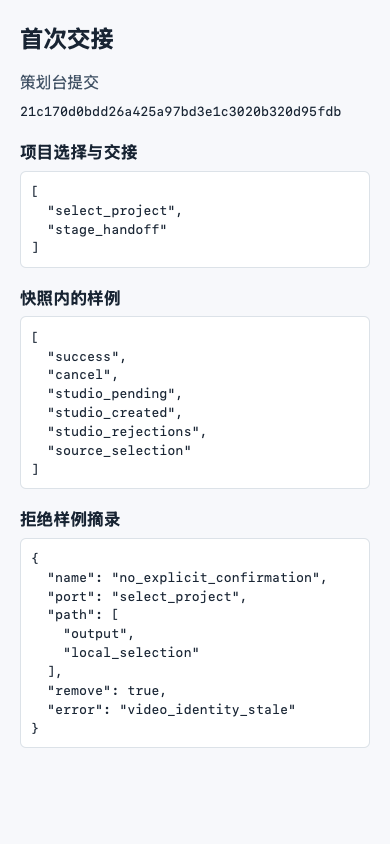 首次交接
策划台提交
21c170d0bdd26a425a97bd3e1c3020b320d95fdb
项目选择与交接
[
  "select_project",
  "stage_handoff"
]
快照内的样例
[
  "success",
  "cancel",
  "studio_pending",
  "studio_created",
  "studio_rejections",
  "source_selection"
]
拒绝样例摘录
{
  "name": "no_explicit_confirmation",
  "port": "select_project",
  "path": [
    "output",
    "local_selection"
  ],
  "remove": true,
  "error": "video_identity_stale"
}